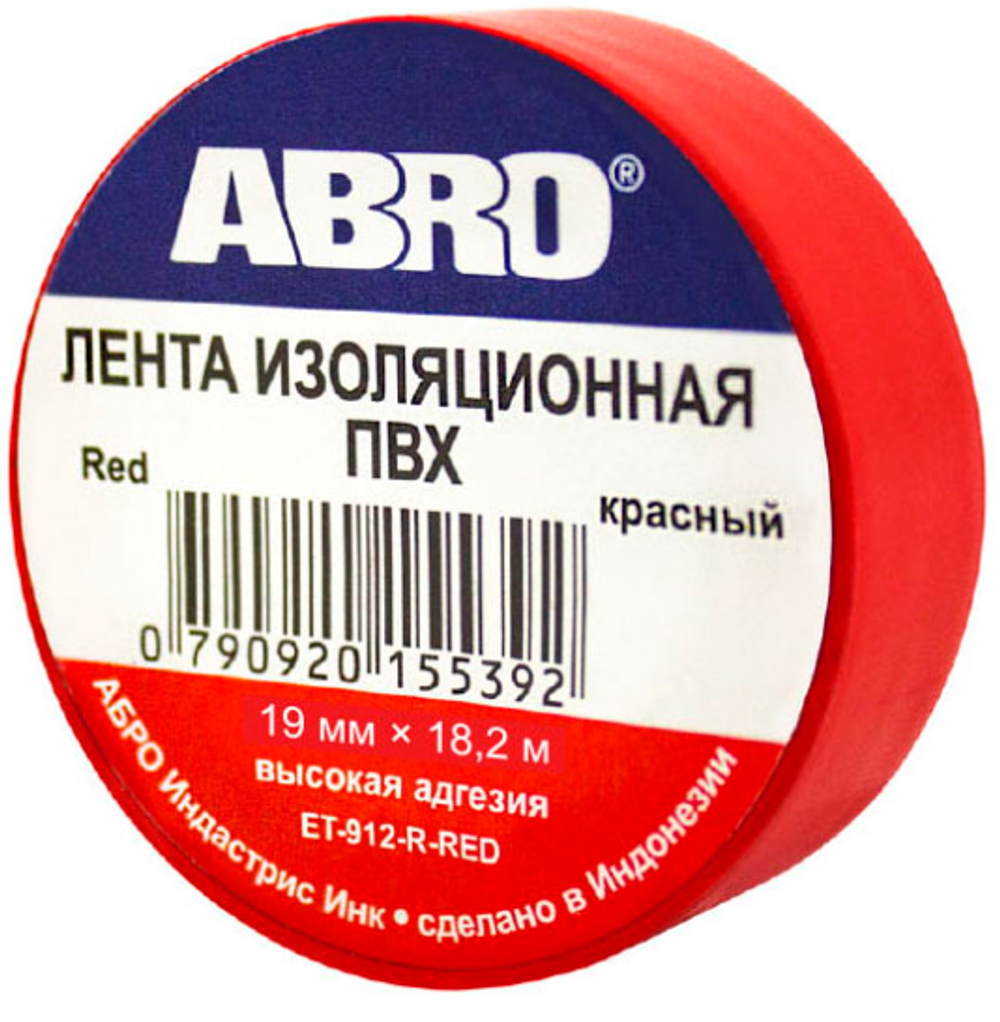 ABRO®
ЛЕНТА ИЗОЛЯЦИОННАЯ
ПВХ
Red
красный
0 790920 155392
19 мм × 18,2 м
высокая адгезия
ET-912-R-RED
АБРО Индастрис Инк • сделано в Индонезии